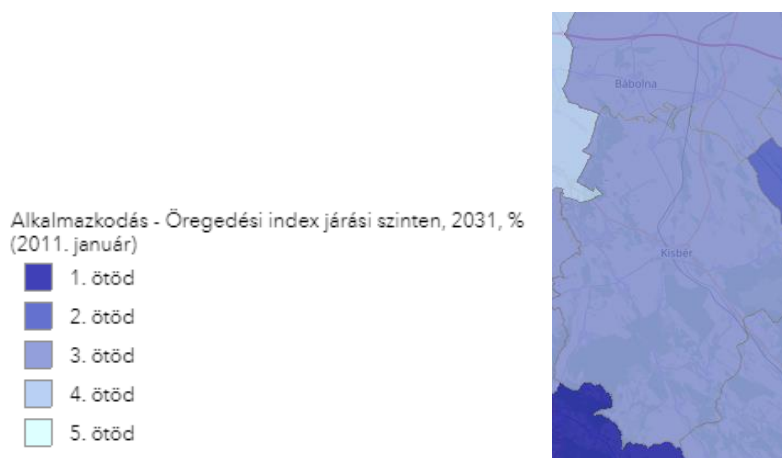 Alkalmazkodás - Öregedési index járási szinten, 2031, %
(2011. január)
1. ötöd
2. ötöd
3. ötöd
4. ötöd
5. ötöd
Bábolna
Kisbér